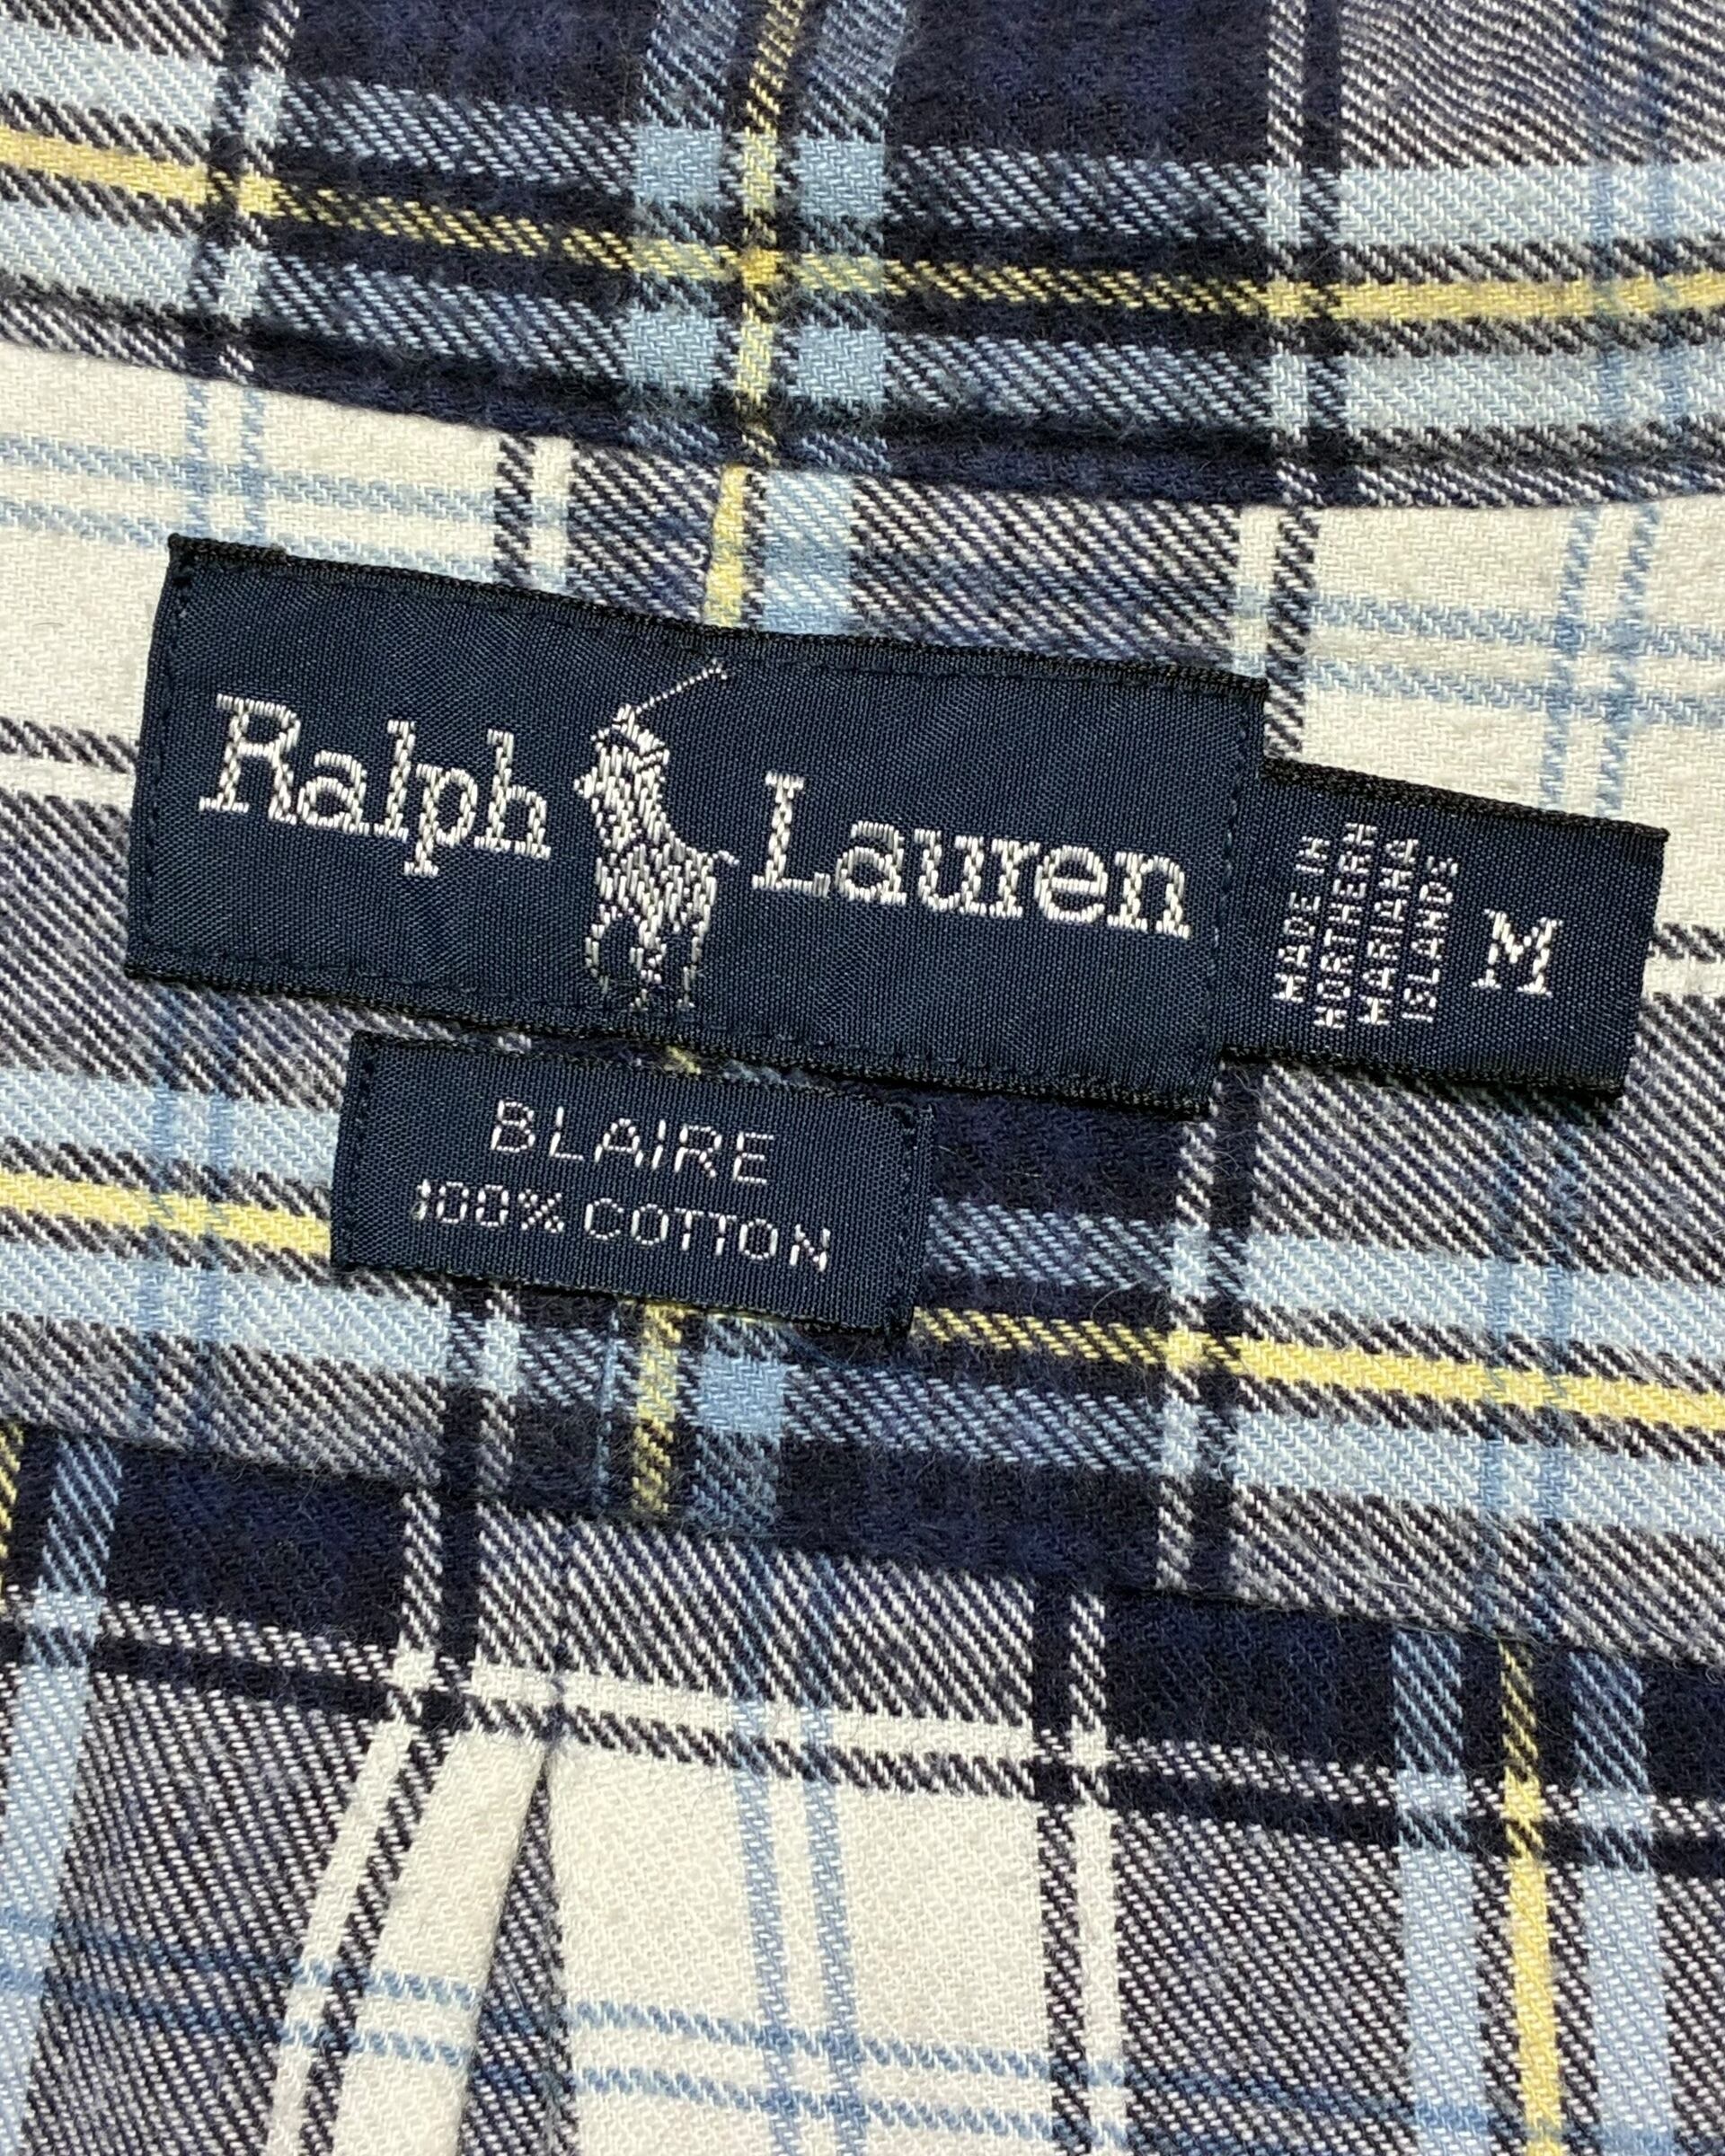 Ralph Lauren
MADE IN
NORTHERN
MARIANA
ISLANDS
M
BLAIRE
100% COTTON